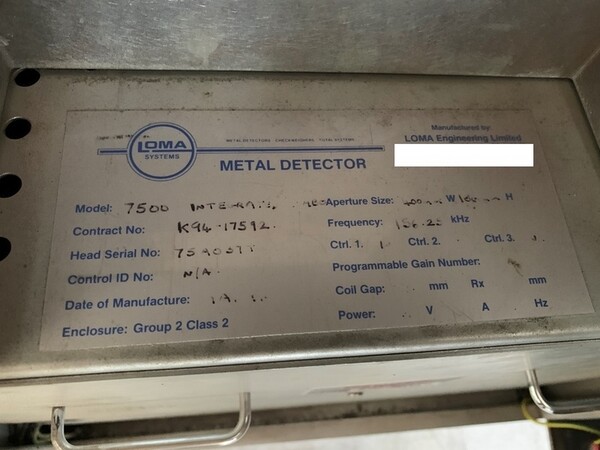 LOMA
SYSTEMS
METAL DETECTORS CHECKWEIGHERS TOTAL SYSTEMS
Manufactured by:
LOMA Engineering Limited
METAL DETECTOR
Model: 7500
Contract No: K94-17592
Head Serial No:
Control ID No: N/A
Date of Manufacture:
Enclosure: Group 2 Class 2
Aperture Size: W H
Frequency: kHz
Ctrl. 1. Ctrl. 2. Ctrl. 3.
Programmable Gain Number:
Coil Gap: mm Rx mm
Power: V A Hz